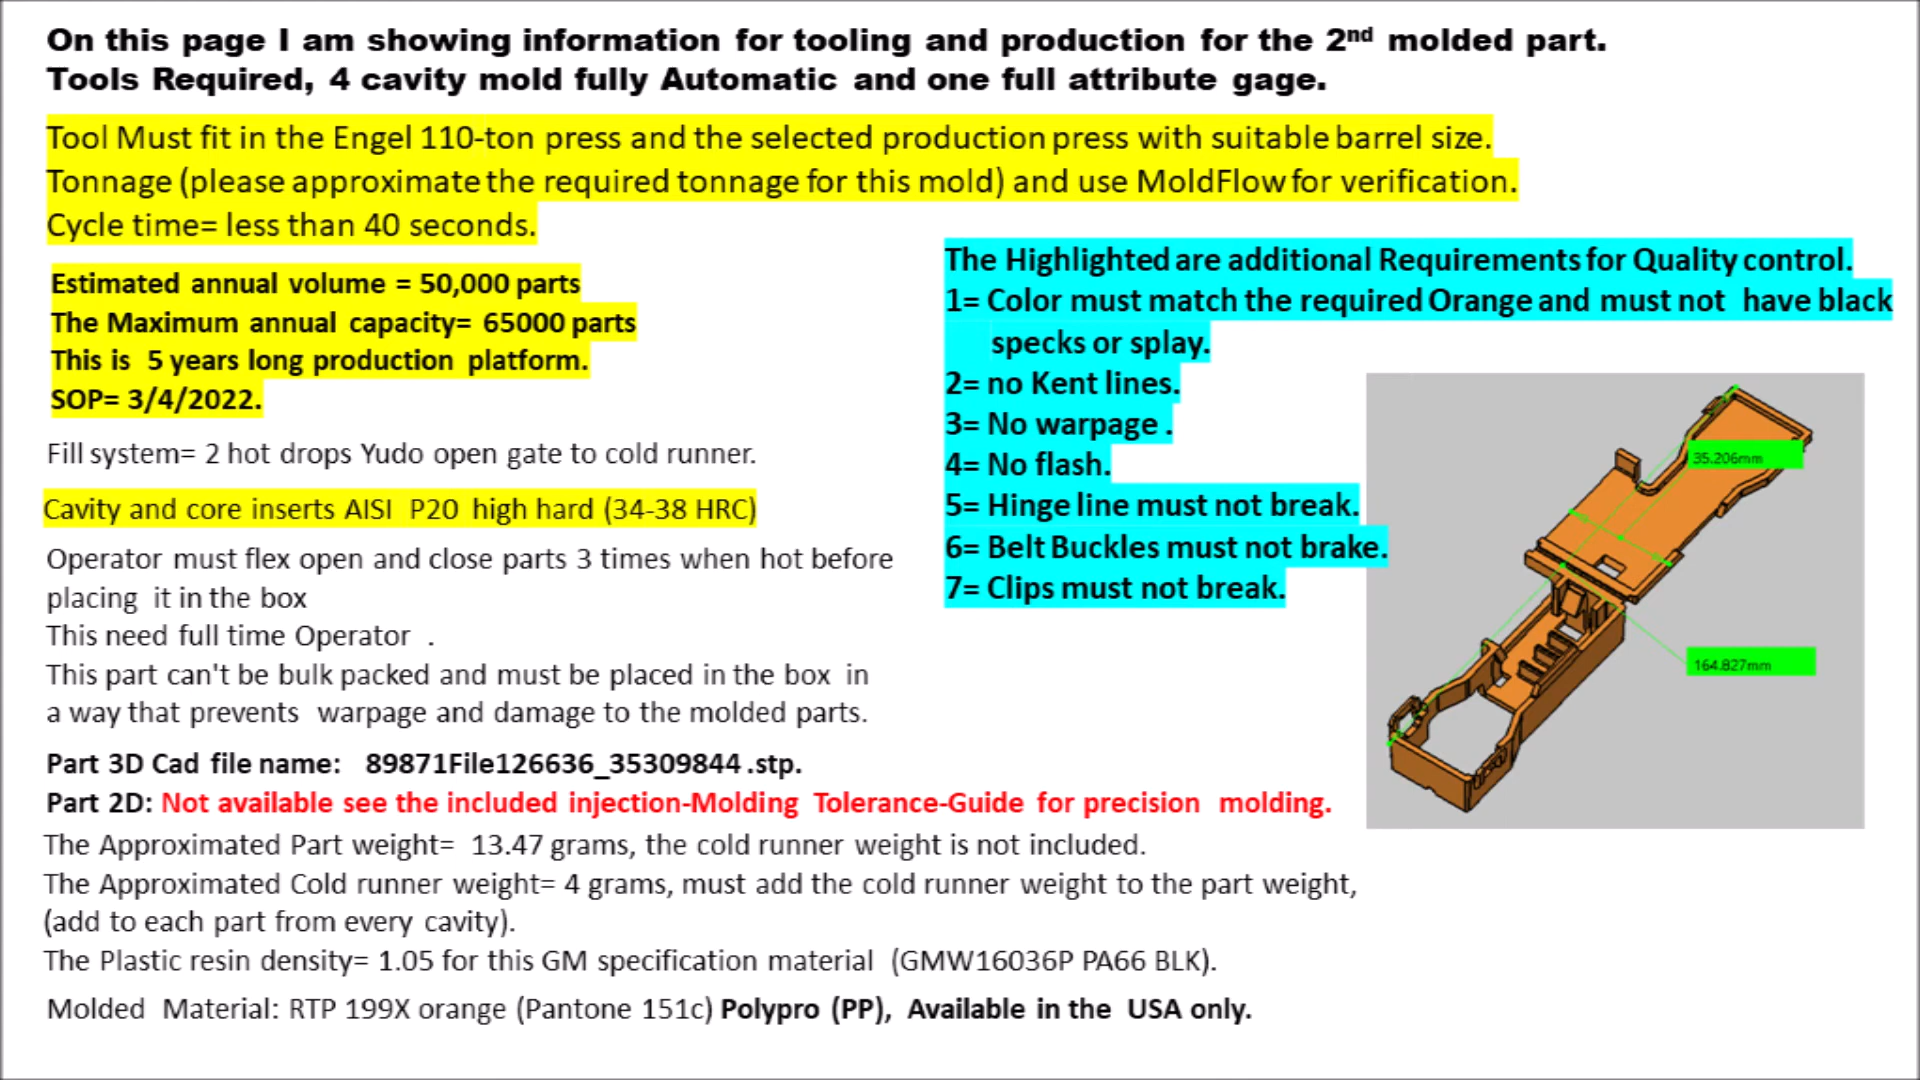 On this page I am showing information for tooling and production for the 2nd molded part.
Tools Required, 4 cavity mold fully Automatic and one full attribute gage.
Tool Must fit in the Engel 110-ton press and the selected production press with suitable barrel size.
Tonnage (please approximate the required tonnage for this mold) and use MoldFlow for verification.
Cycle time= less than 40 seconds.
Estimated annual volume = 50,000 parts
The Maximum annual capacity= 65000 parts
This is 5 years long production platform.
SOP= 3/4/2022.
Fill system= 2 hot drops Yudo open gate to cold runner.
Cavity and core inserts AISI P20 high hard (34-38 HRC)
Operator must flex open and close parts 3 times when hot before
placing it in the box
This need full time Operator .
This part can't be bulk packed and must be placed in the box in
a way that prevents warpage and damage to the molded parts.
The Highlighted are additional Requirements for Quality control.
1= Color must match the required Orange and must not have black
specks or splay.
2= no Kent lines.
3= No warpage .
4= No flash.
5= Hinge line must not break.
6= Belt Buckles must not brake.
7= Clips must not break.
35.206mm
164.827mm
Part 3D Cad file name: 89871File126636_35309844.stp.
Part 2D: Not available see the included injection-Molding Tolerance-Guide for precision molding.
The Approximated Part weight= 13.47 grams, the cold runner weight is not included.
The Approximated Cold runner weight= 4 grams, must add the cold runner weight to the part weight,
(add to each part from every cavity).
The Plastic resin density= 1.05 for this GM specification material (GMW16036P PA66 BLK).
Molded Material: RTP 199X orange (Pantone 151c) Polypro (PP), Available in the USA only.